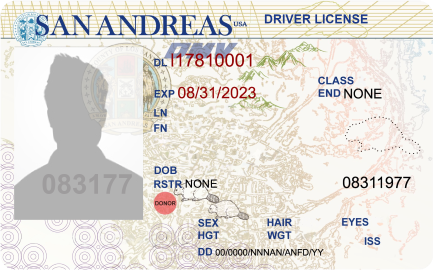 SAN ANDREAS USA DRIVER LICENSE
DMV
DL I17810001
CLASS
EXP 08/31/2023 END NONE
LN
FN
DOB
RSTR NONE 08311977
083177
DONOR
SEX HAIR EYES
HGT WGT ISS
DD 00/0000/NNNAN/ANFD/YY